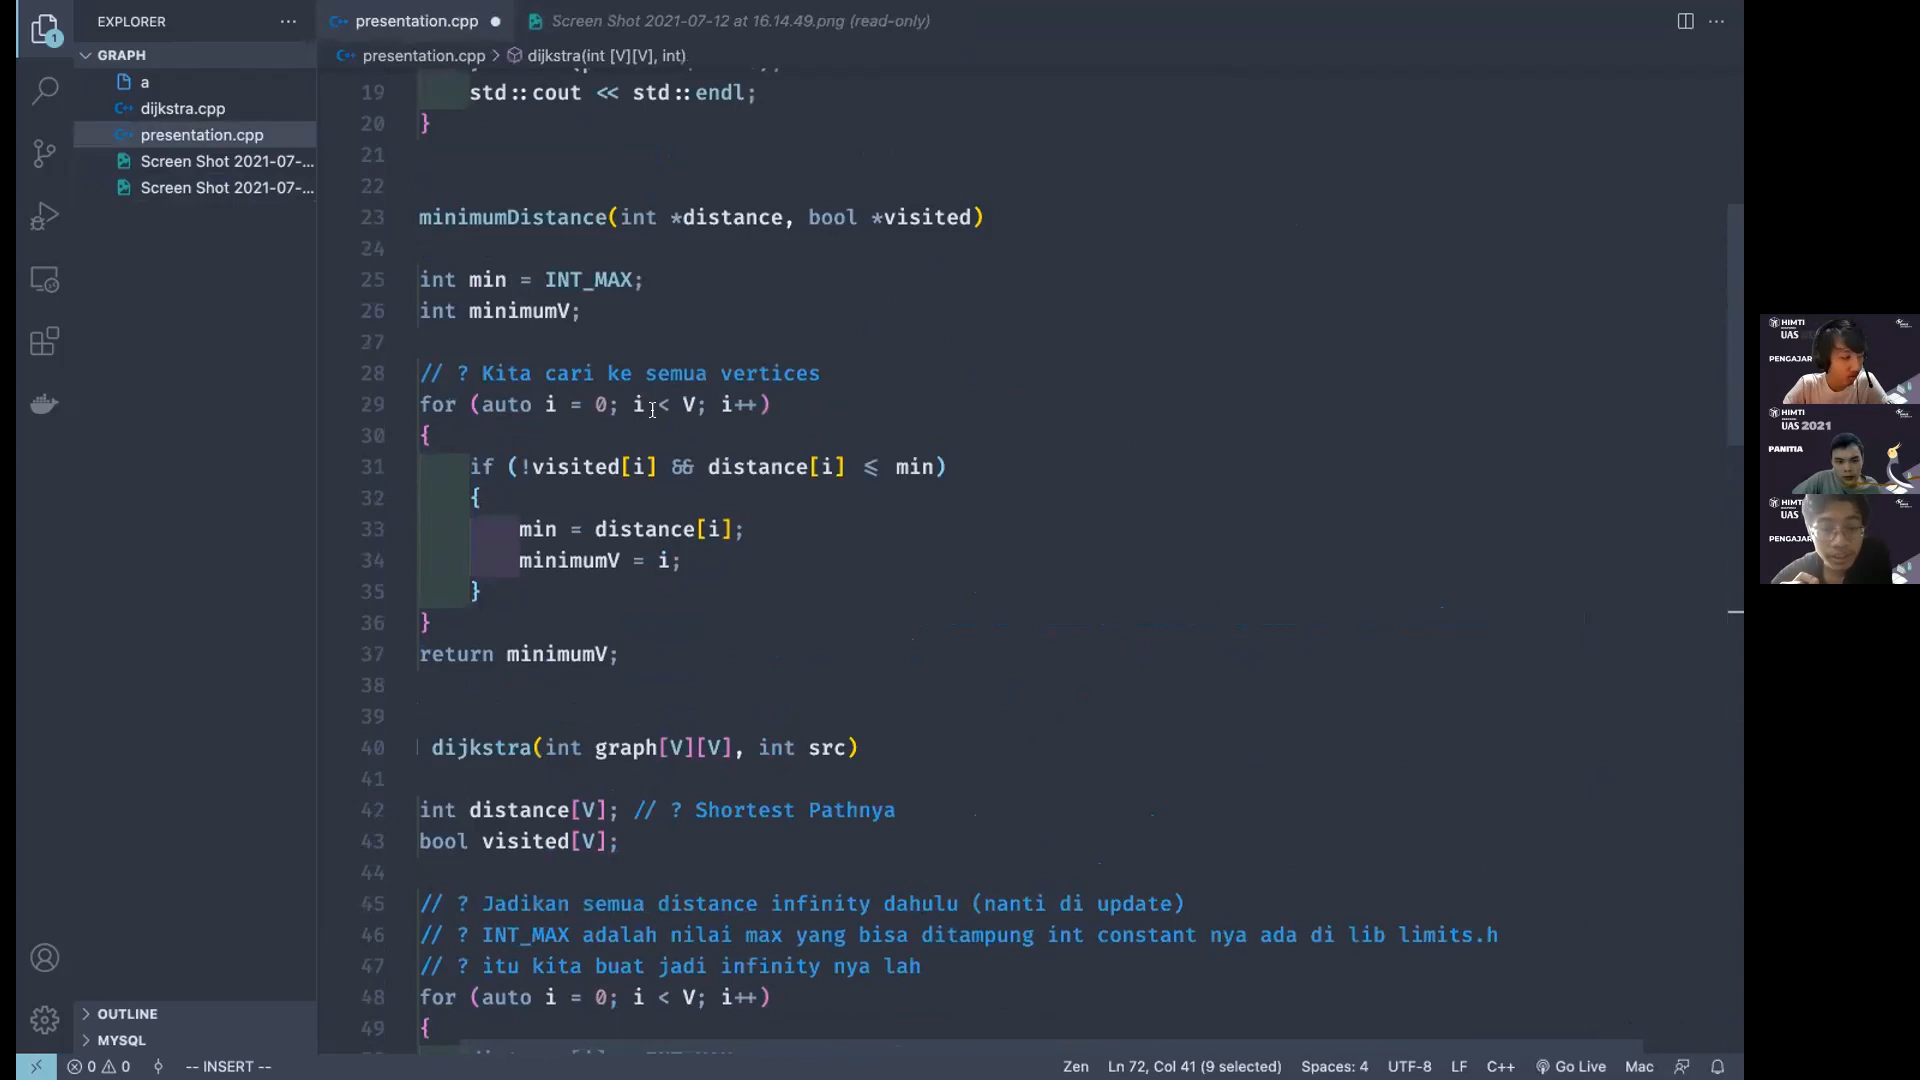 EXPLORER
GRAPH
a
dijkstra.cpp
presentation.cpp
Screen Shot 2021-07-...
Screen Shot 2021-07-...
OUTLINE
MYSQL
presentation.cpp
Screen Shot 2021-07-12 at 16.14.49.png (read-only)
presentation.cpp > dijkstra(int [V][V], int)
19 std::cout << std::endl;
20 }
21
22
23 minimumDistance(int *distance, bool *visited)
24
25 int min = INT_MAX;
26 int minimumV;
27
28 // ? Kita cari ke semua vertices
29 for (auto i = 0; i < V; i++)
30 {
31 if (!visited[i] && distance[i] <= min)
32 {
33 min = distance[i];
34 minimumV = i;
35 }
36 }
37 return minimumV;
38
39
40 dijkstra(int graph[V][V], int src)
41
42 int distance[V]; // ? Shortest Pathnya
43 bool visited[V];
44
45 // ? Jadikan semua distance infinity dahulu (nanti di update)
46 // ? INT_MAX adalah nilai max yang bisa ditampung int constant nya ada di lib limits.h
47 // ? itu kita buat jadi infinity nya lah
48 for (auto i = 0; i < V; i++)
49 {
0 0 -- INSERT -- Zen Ln 72, Col 41 (9 selected) Spaces: 4 UTF-8 LF C++ Go Live Mac
1
HIMTI
UAS
PENGAJAR
HIMTI
UAS 2021
PANITIA
HIMTI
UAS
PENGAJAR